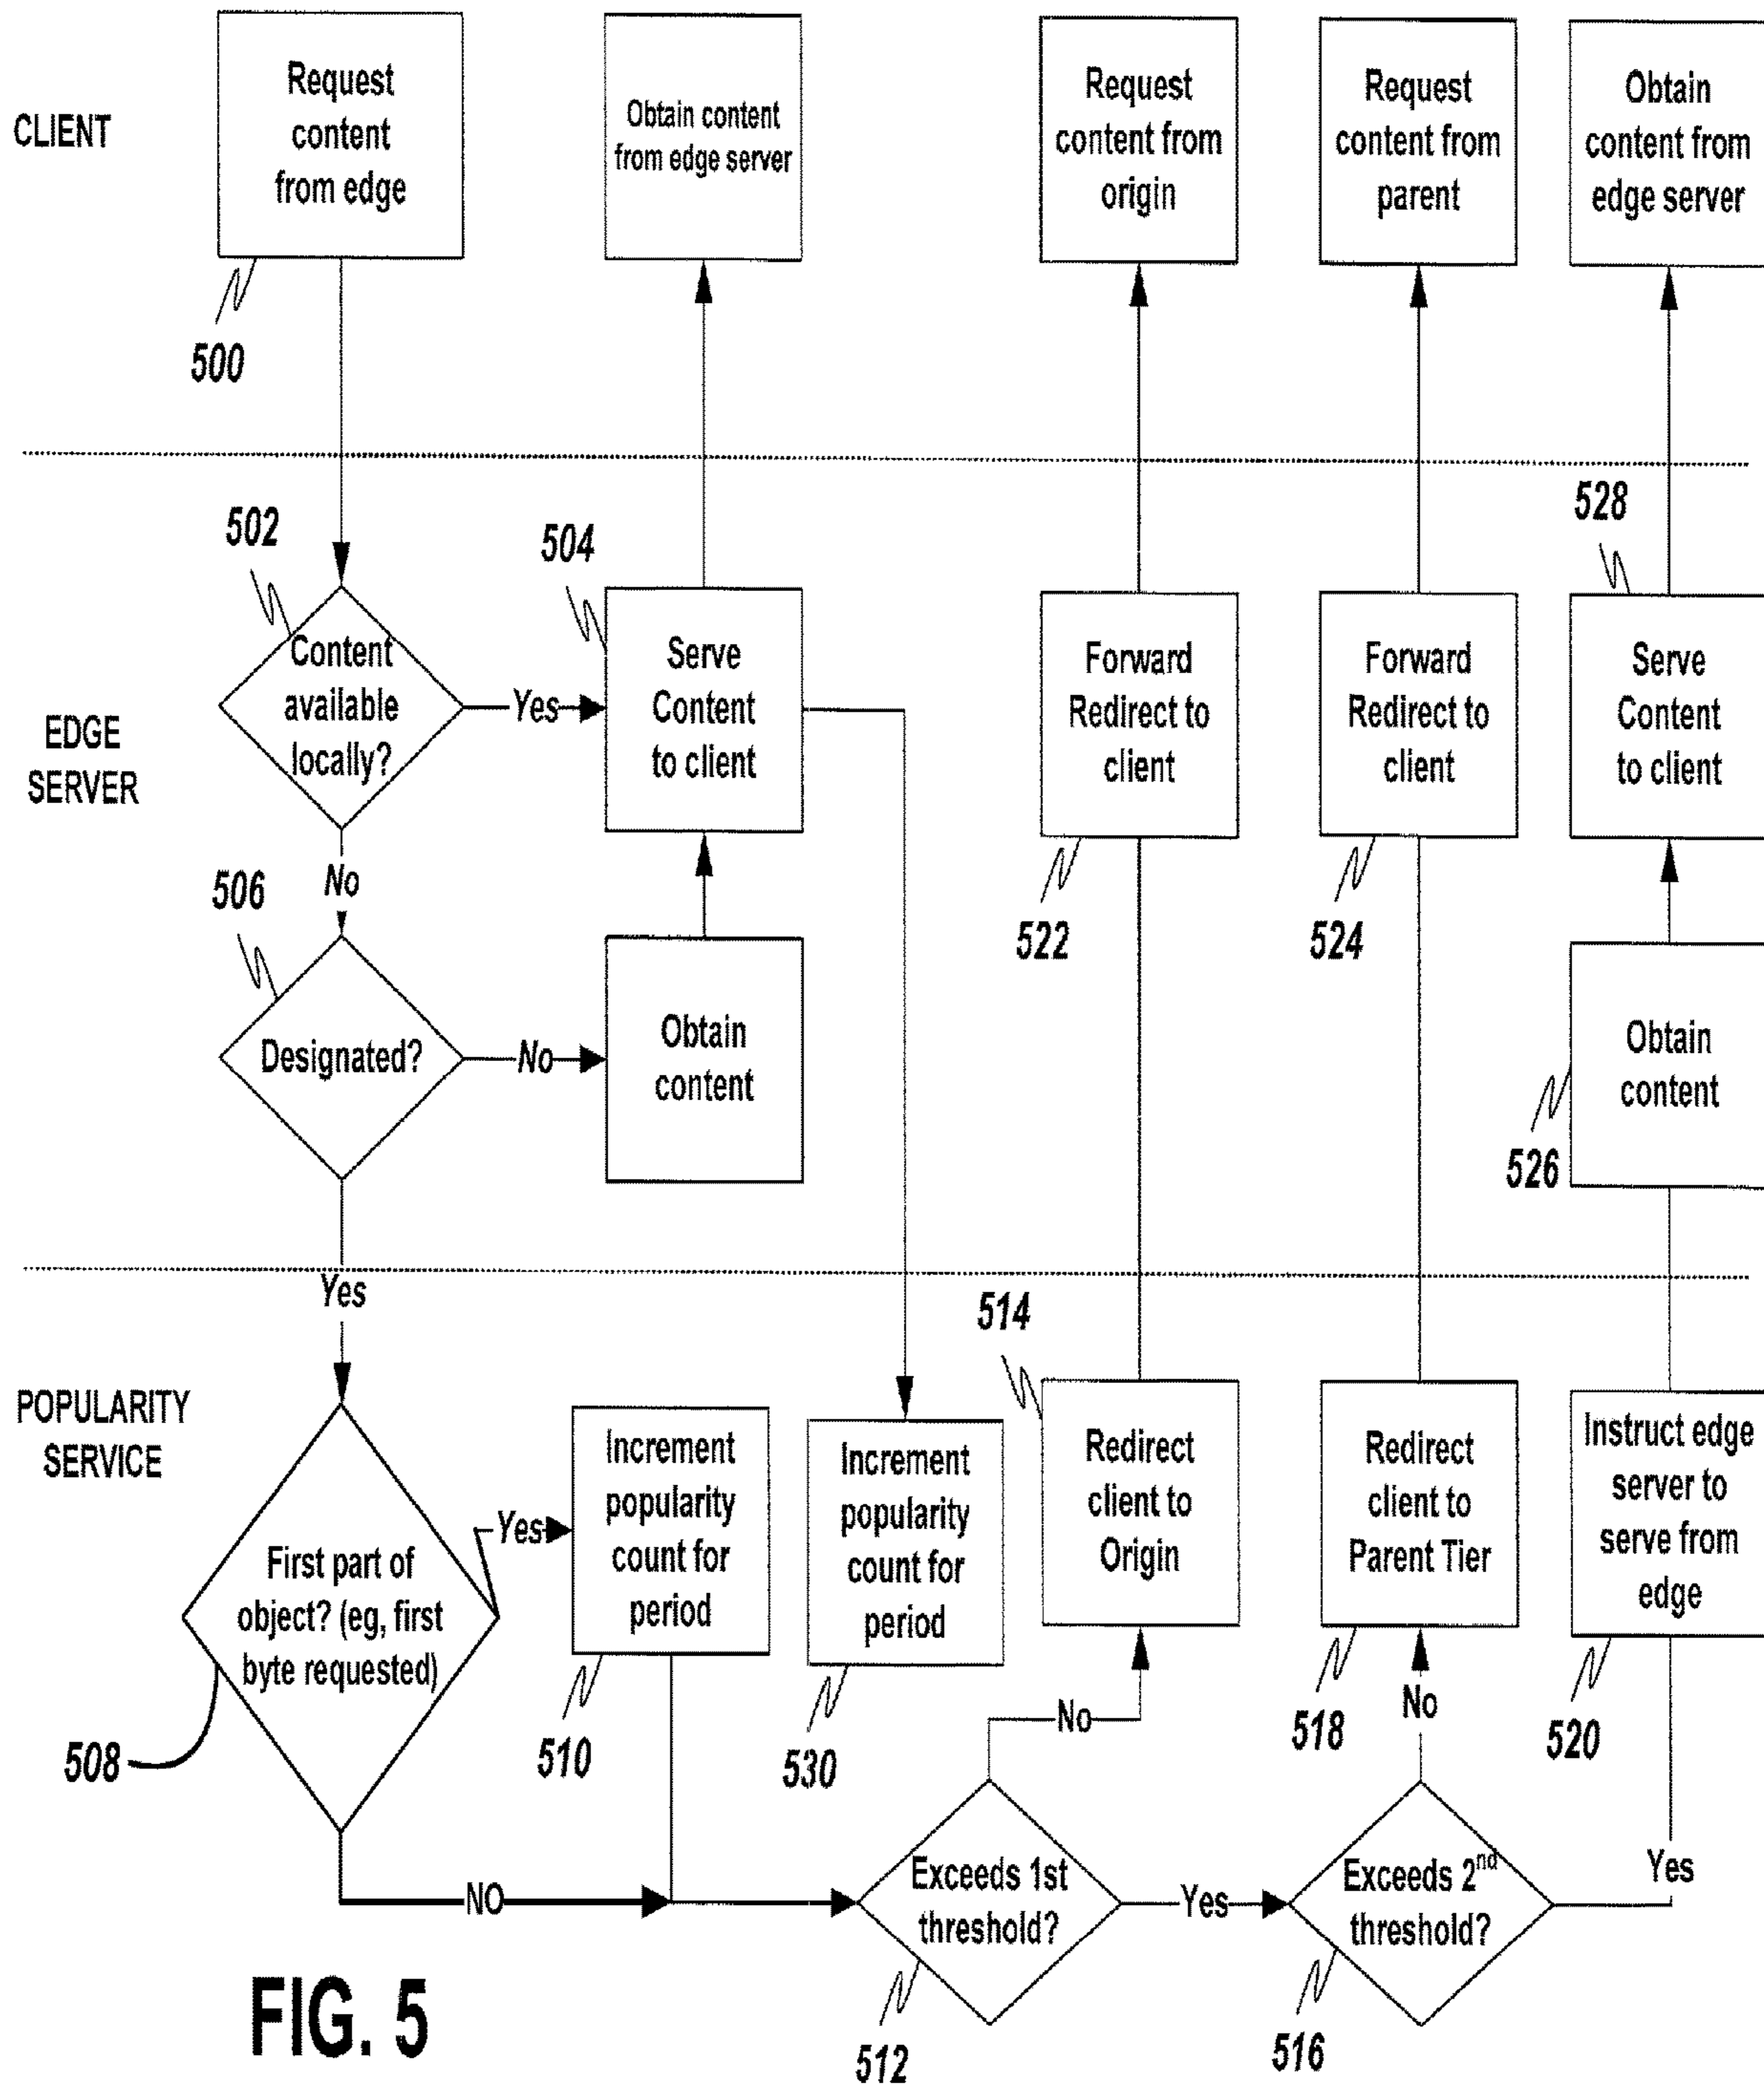 CLIENT
Request
content
from edge
500
Obtain content
from edge server
Request
content from
origin
Request
content from
parent
Obtain
content from
edge server
EDGE
SERVER
502
Content
available
locally?
Yes
504
Serve
Content
to client
Forward
Redirect to
client
522
Forward
Redirect to
client
524
528
Serve
Content
to client
No
506
Designated?
No
Obtain
content
Obtain
content
526
Yes
POPULARITY
SERVICE
First part of
object? (eg, first
byte requested)
508
Yes
Increment
popularity
count for
period
510
Increment
popularity
count for
period
530
514
Redirect
client to
Origin
Redirect
client to
Parent Tier
518
Instruct edge
server to
serve from
edge
520
NO
Exceeds 1st
threshold?
512
No
Yes
Exceeds 2nd
threshold?
516
No
Yes
FIG. 5